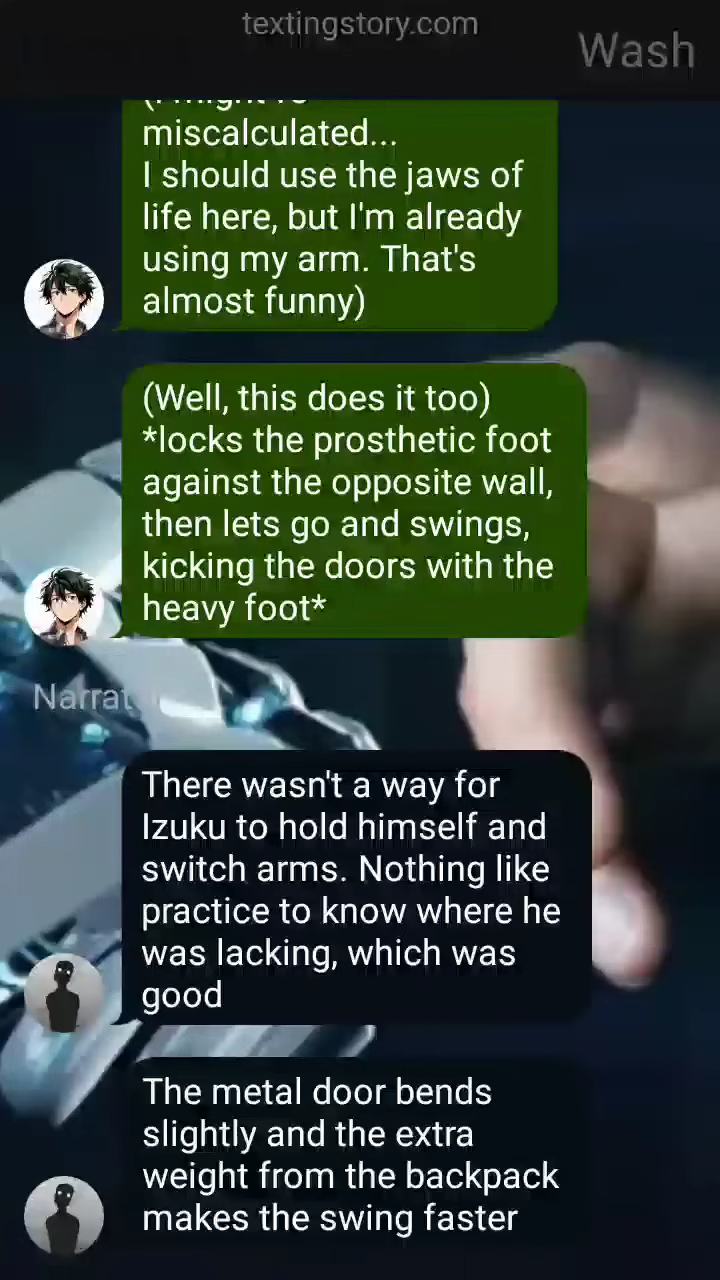 textingstory.com
Wash
miscalculated...
I should use the jaws of
life here, but I'm already
using my arm. That's
almost funny)
(Well, this does it too)
*locks the prosthetic foot
against the opposite wall,
then lets go and swings,
kicking the doors with the
heavy foot*
There wasn't a way for
Izuku to hold himself and
switch arms. Nothing like
practice to know where he
was lacking, which was
good
The metal door bends
slightly and the extra
weight from the backpack
makes the swing faster